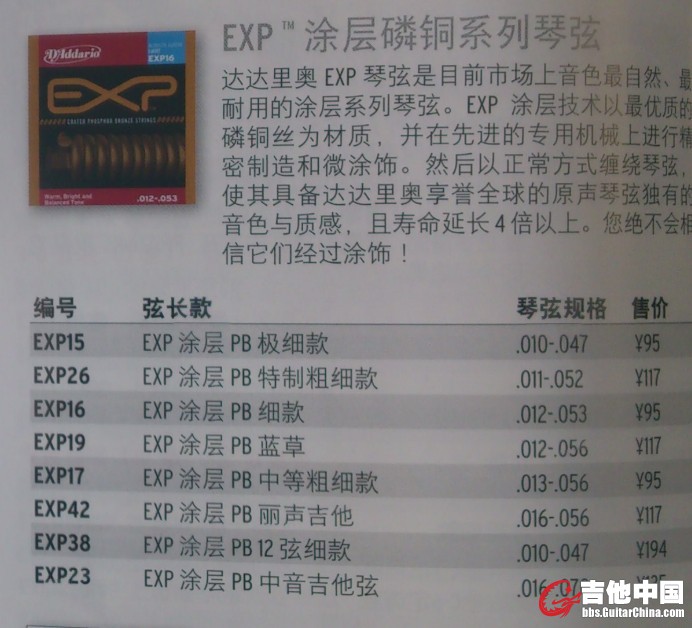 EXP™ 涂层磷铜系列琴弦
D'Addario
EXP16
EXP
COATED PHOSPHOR BRONZE STRINGS
Warm, Bright and
Balanced Tone
.012-.053
达达里奥 EXP 琴弦是目前市场上音色最自然、最
耐用的涂层系列琴弦。EXP 涂层技术以最优质的
磷铜丝为材质，并在先进的专用机械上进行精
密制造和微涂饰。然后以正常方式缠绕琴弦，
使其具备达达里奥享誉全球的原声琴弦独有的
音色与质感，且寿命延长 4 倍以上。您绝不会相
信它们经过涂饰！
编号 弦长款 琴弦规格 售价
EXP15 EXP 涂层 PB 极细款 .010-.047 ¥95
EXP26 EXP 涂层 PB 特制粗细款 .011-.052 ¥117
EXP16 EXP 涂层 PB 细款 .012-.053 ¥95
EXP19 EXP 涂层 PB 蓝草 .012-.056 ¥117
EXP17 EXP 涂层 PB 中等粗细款 .013-.056 ¥95
EXP42 EXP 涂层 PB 丽声吉他 .016-.056 ¥117
EXP38 EXP 涂层 PB 12 弦细款 .010-.047 ¥194
EXP23 EXP 涂层 PB 中音吉他弦
吉他中国
bbs.GuitarChina.com